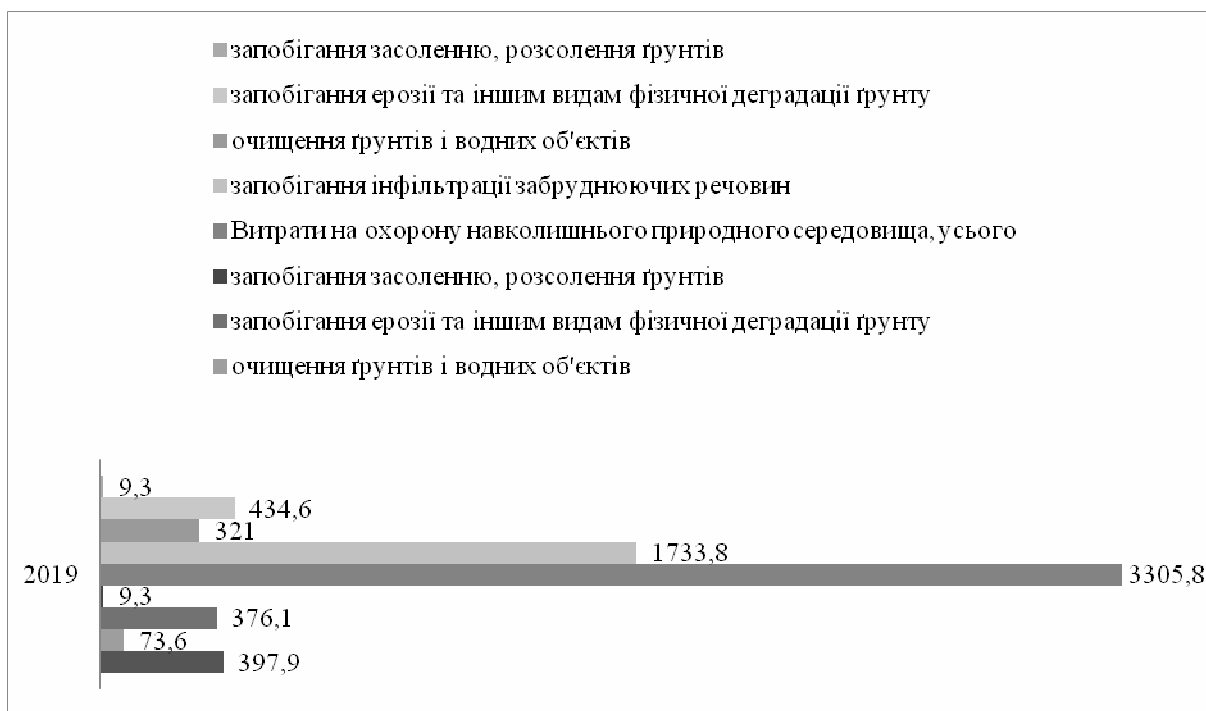 запобігання засоленню, розсолення ґрунтів
запобігання ерозії та іншим видам фізичної деградації ґрунту
очищення ґрунтів і водних об'єктів
запобігання інфільтрації забруднюючих речовин
Витрати на охорону навколишнього природного середовища, усього
запобігання засоленню, розсолення ґрунтів
запобігання ерозії та іншим видам фізичної деградації ґрунту
очищення ґрунтів і водних об'єктів
9,3
434,6
321
1733,8
2019
3305,8
9,3
376,1
73,6
397,9